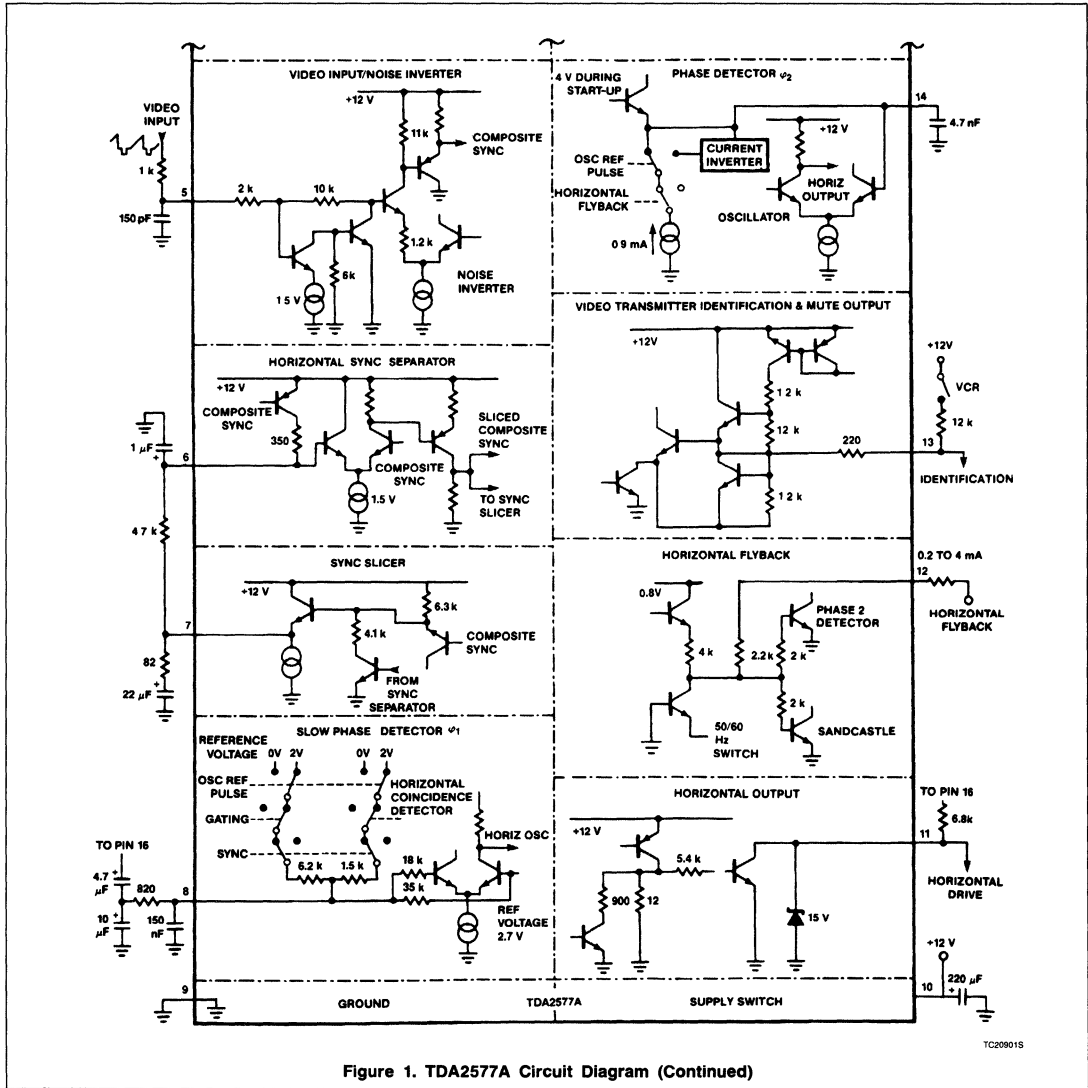 VIDEO INPUT/NOISE INVERTER
+12 V
VIDEO
INPUT
1 k
11 k
COMPOSITE
SYNC
5
2 k
10 k
150 pF
1.2 k
6k
1 5 V
NOISE
INVERTER
PHASE DETECTOR φ2
4 V DURING
START-UP
14
4.7 nF
+12 V
CURRENT
INVERTER
OSC REF
PULSE
HORIZ
OUTPUT
HORIZONTAL
FLYBACK
OSCILLATOR
0 9 mA
HORIZONTAL SYNC SEPARATOR
+12 V
COMPOSITE
SYNC
350
SLICED
COMPOSITE
SYNC
1 μF
+
6
COMPOSITE
SYNC
1.5 V
TO SYNC
SLICER
4 7 k
VIDEO TRANSMITTER IDENTIFICATION & MUTE OUTPUT
+12V
+12V
VCR
1 2 k
12 k
12 k
220
13
IDENTIFICATION
1 2 k
SYNC SLICER
+12 V
6.3 k
7
4.1 k
COMPOSITE
SYNC
82
+
22 μF
FROM
SYNC
SEPARATOR
HORIZONTAL FLYBACK
0.2 TO 4 mA
12
0.8V
PHASE 2
DETECTOR
HORIZONTAL
FLYBACK
4 k
2.2 k
2 k
2 k
50/60
Hz
SWITCH
SANDCASTLE
SLOW PHASE DETECTOR φ1
REFERENCE
VOLTAGE
0V 2V
0V 2V
OSC REF
PULSE
HORIZONTAL
COINCIDENCE
DETECTOR
GATING
HORIZ OSC
SYNC
TO PIN 16
6.2 k
1.5 k
18 k
4.7
μF
+
820
8
35 k
10
μF
+
150
nF
REF
VOLTAGE
2.7 V
HORIZONTAL OUTPUT
TO PIN 16
6.8k
+12 V
11
5.4 k
HORIZONTAL
DRIVE
900
12
15 V
+12 V
10
220 μF
+
9
GROUND
TDA2577A
SUPPLY SWITCH
TC20901S
Figure 1. TDA2577A Circuit Diagram (Continued)